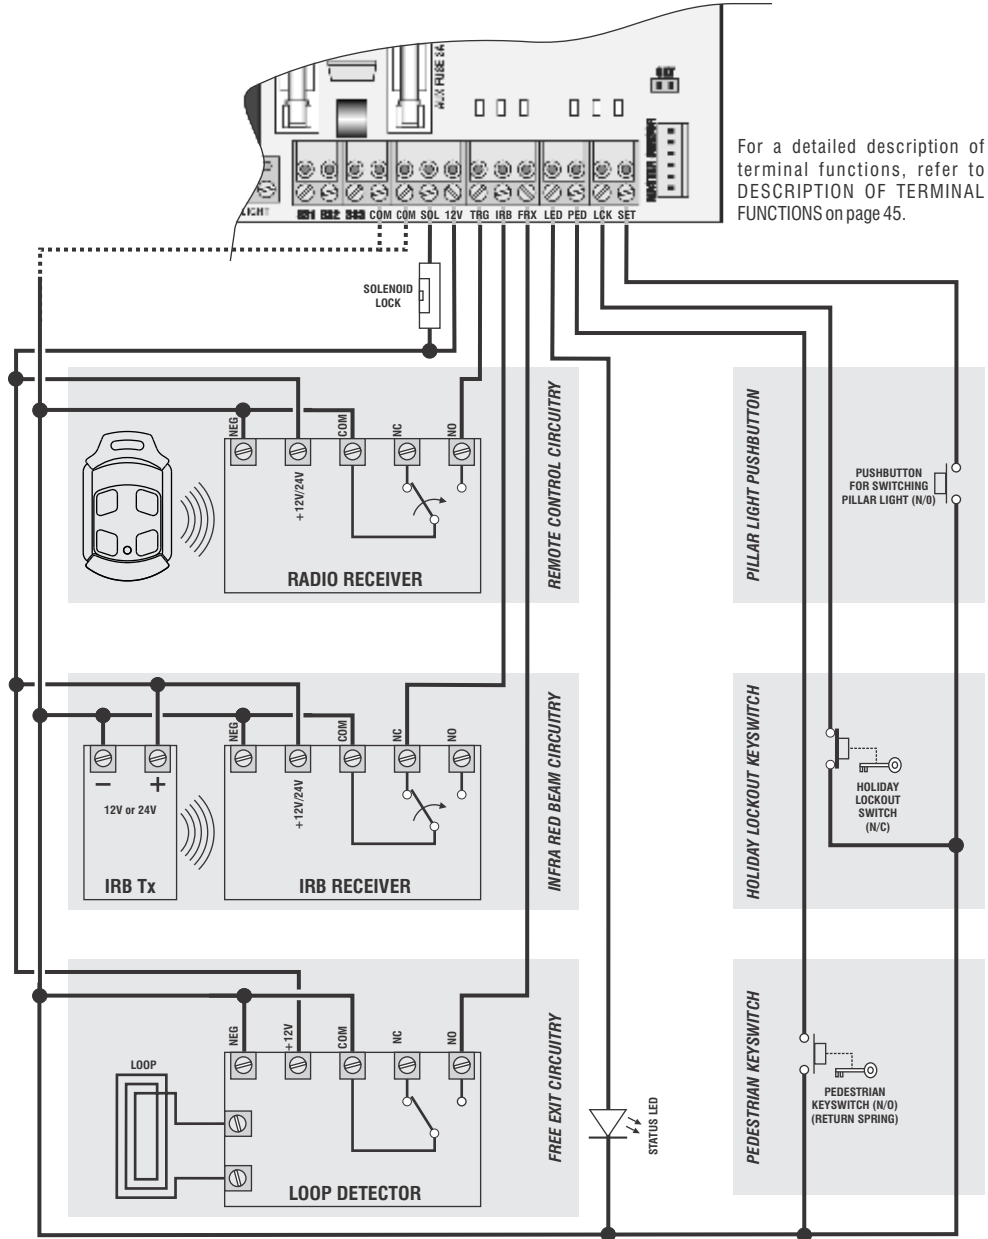 AUX FUSE 3A
SET
For a detailed description of
terminal functions, refer to
DESCRIPTION OF TERMINAL
FUNCTIONS on page 45.
LIGHT
COM COM SOL 12V TRG IRB FRX LED PED LCK SET
SOLENOID
LOCK
NEG
+12V/24V
COM
NC
NO
RADIO RECEIVER
REMOTE CONTROL CIRCUITRY
PILLAR LIGHT PUSHBUTTON
PUSHBUTTON
FOR SWITCHING
PILLAR LIGHT (N/O)
NEG
+12V/24V
COM
NC
NO
– +
12V or 24V
IRB Tx
IRB RECEIVER
INFRA RED BEAM CIRCUITRY
HOLIDAY LOCKOUT KEYSWITCH
HOLIDAY
LOCKOUT
SWITCH
(N/C)
LOOP
NEG
+12V
COM
NC
NO
LOOP DETECTOR
FREE EXIT CIRCUITRY
STATUS LED
PEDESTRIAN KEYSWITCH
PEDESTRIAN
KEYSWITCH (N/O)
(RETURN SPRING)